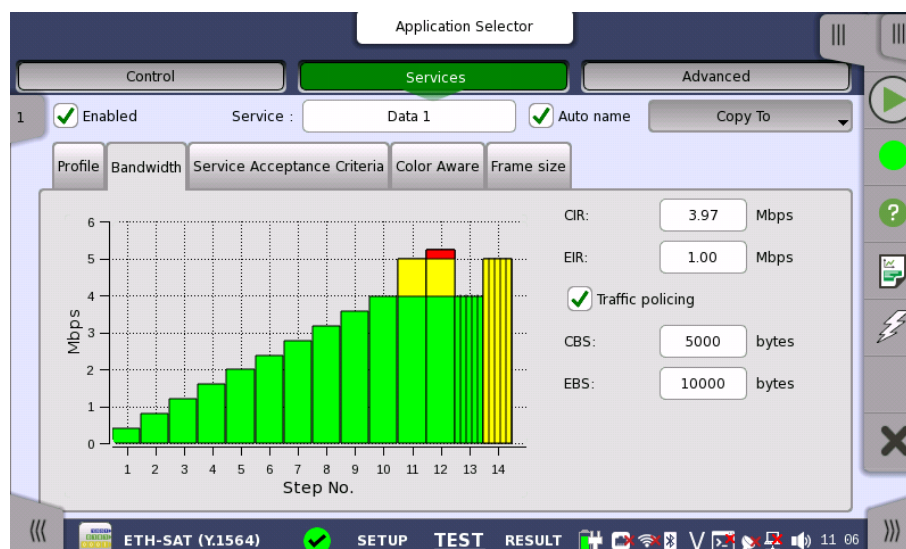 Application Selector
Control Services Advanced
1 Enabled Service : Data 1 Auto name Copy To
Profile Bandwidth Service Acceptance Criteria Color Aware Frame size
CIR: 3.97 Mbps
EIR: 1.00 Mbps
Traffic policing
CBS: 5000 bytes
EBS: 10000 bytes
Mbps
6
5
4
3
2
1
0
1 2 3 4 5 6 7 8 9 10 11 12 13 14
Step No.
ETH-SAT (Y.1564) SETUP TEST RESULT 11 06